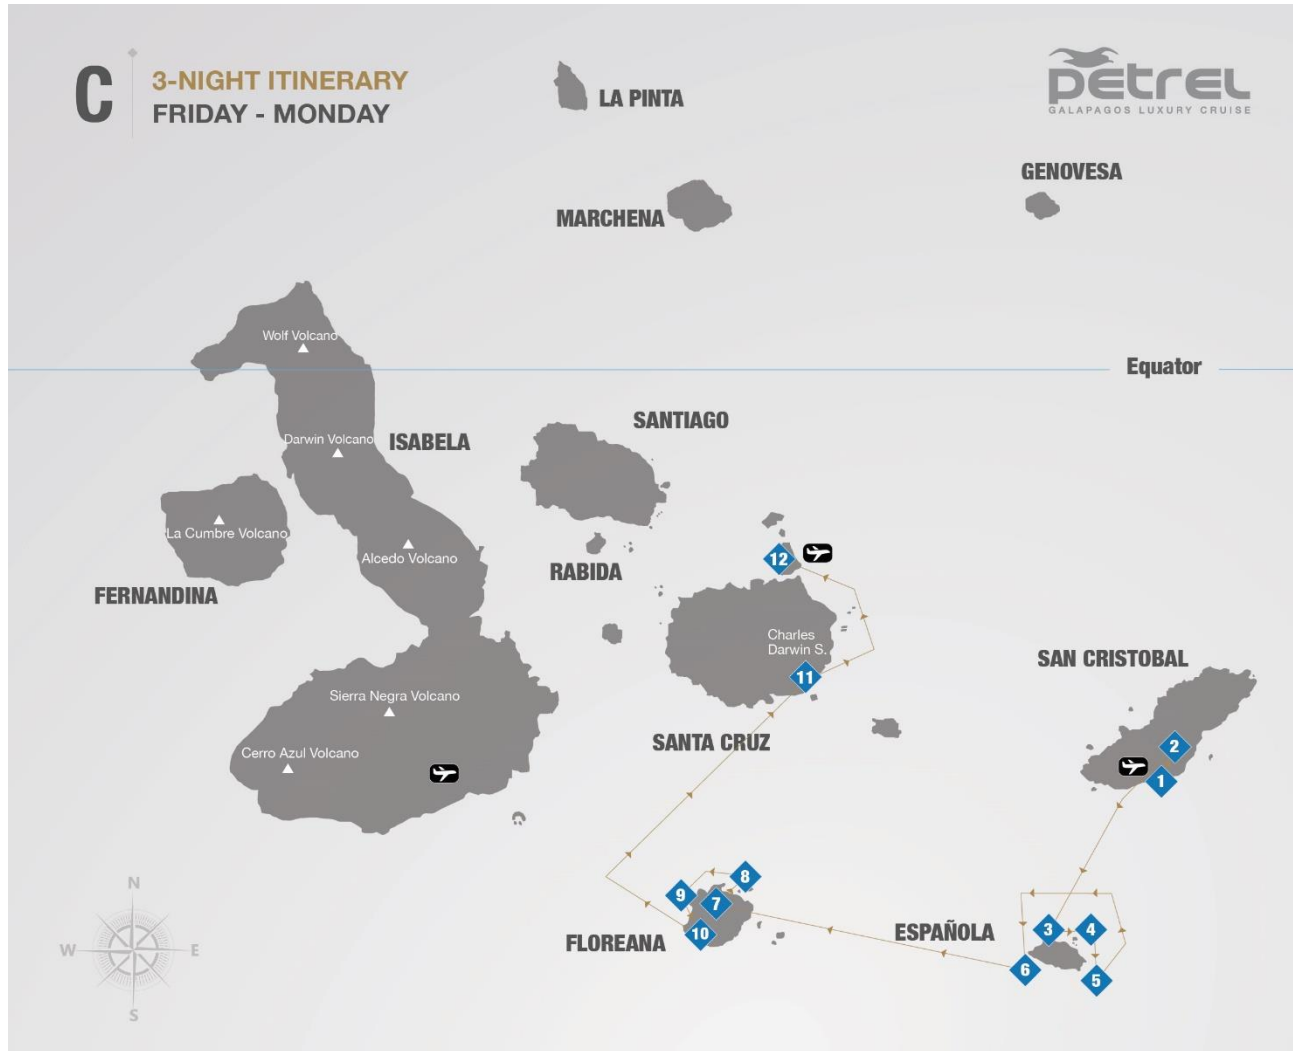 C
3-NIGHT ITINERARY
FRIDAY - MONDAY
petrel
GALAPAGOS LUXURY CRUISE
LA PINTA
GENOVESA
MARCHENA
Wolf Volcano
Equator
SANTIAGO
Darwin Volcano
ISABELA
La Cumbre Volcano
Alcedo Volcano
RABIDA
12
FERNANDINA
Charles
Darwin S.
11
SAN CRISTOBAL
Sierra Negra Volcano
SANTA CRUZ
Cerro Azul Volcano
2
1
8
9
7
10
FLOREANA
ESPAÑOLA
3
4
6
5
N
W
E
S